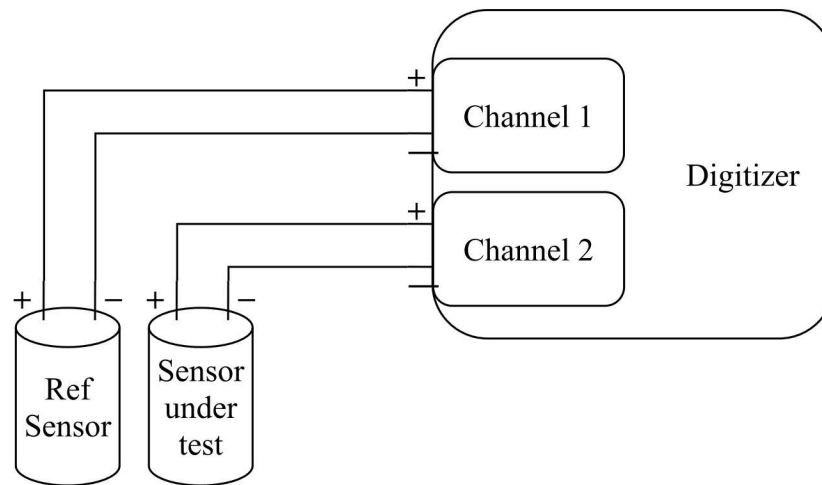 +
Channel 1
—
Digitizer
+
Channel 2
—
+ −
+ −
Ref
Sensor
Sensor
under
test